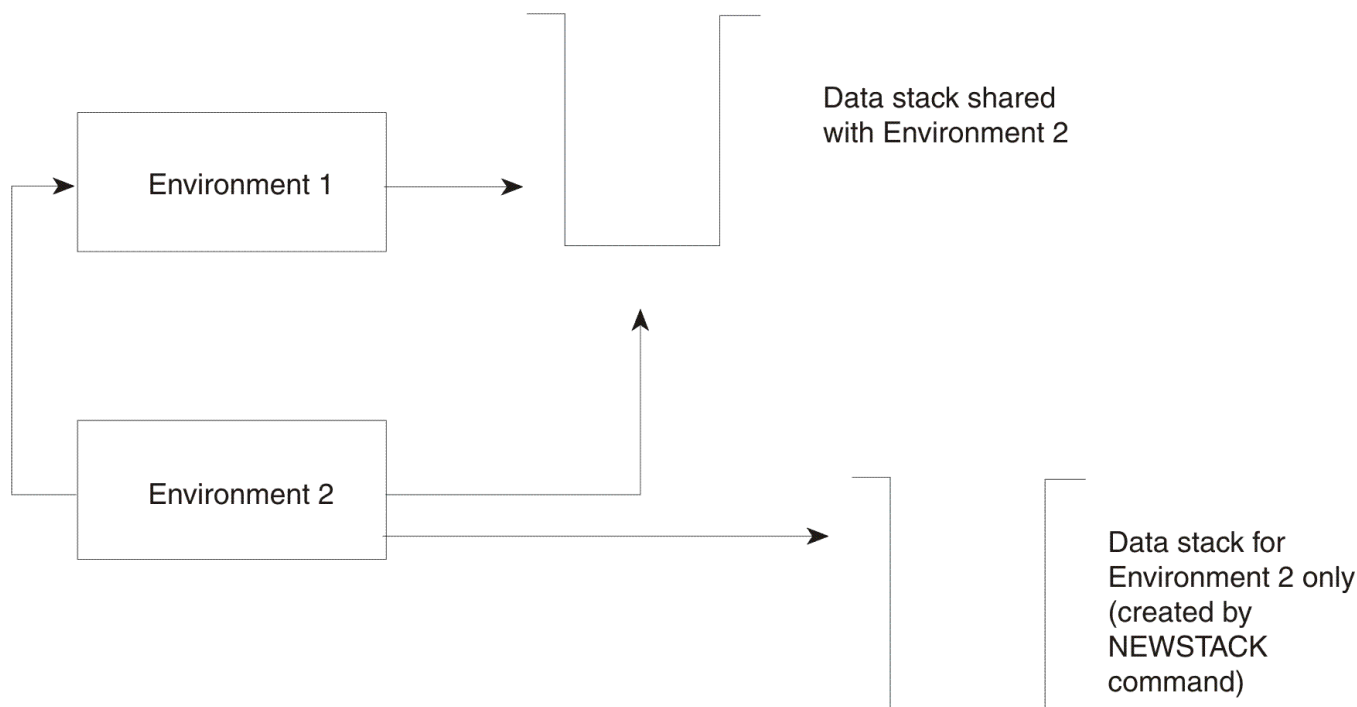 Data stack shared
with Environment 2
Environment 1
Environment 2
Data stack for
Environment 2 only
(created by
NEWSTACK
command)